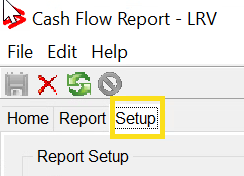 Cash Flow Report - LRV
File Edit Help
Home Report Setup
Report Setup